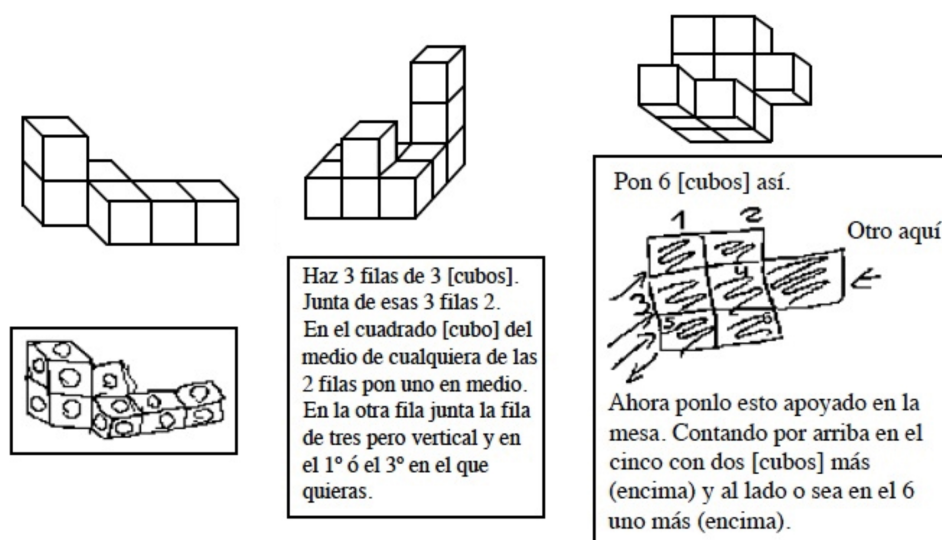 Haz 3 filas de 3 [cubos].
Junta de esas 3 filas 2.
En el cuadrado [cubo] del
medio de cualquiera de las
2 filas pon uno en medio.
En la otra fila junta la fila
de tres pero vertical y en
el 1º ó el 3º en el que
quieras.
Pon 6 [cubos] así.
1 2
Otro aquí
3 4
5 6
Ahora ponlo esto apoyado en la
mesa. Contando por arriba en el
cinco con dos [cubos] más
(encima) y al lado o sea en el 6
uno más (encima).